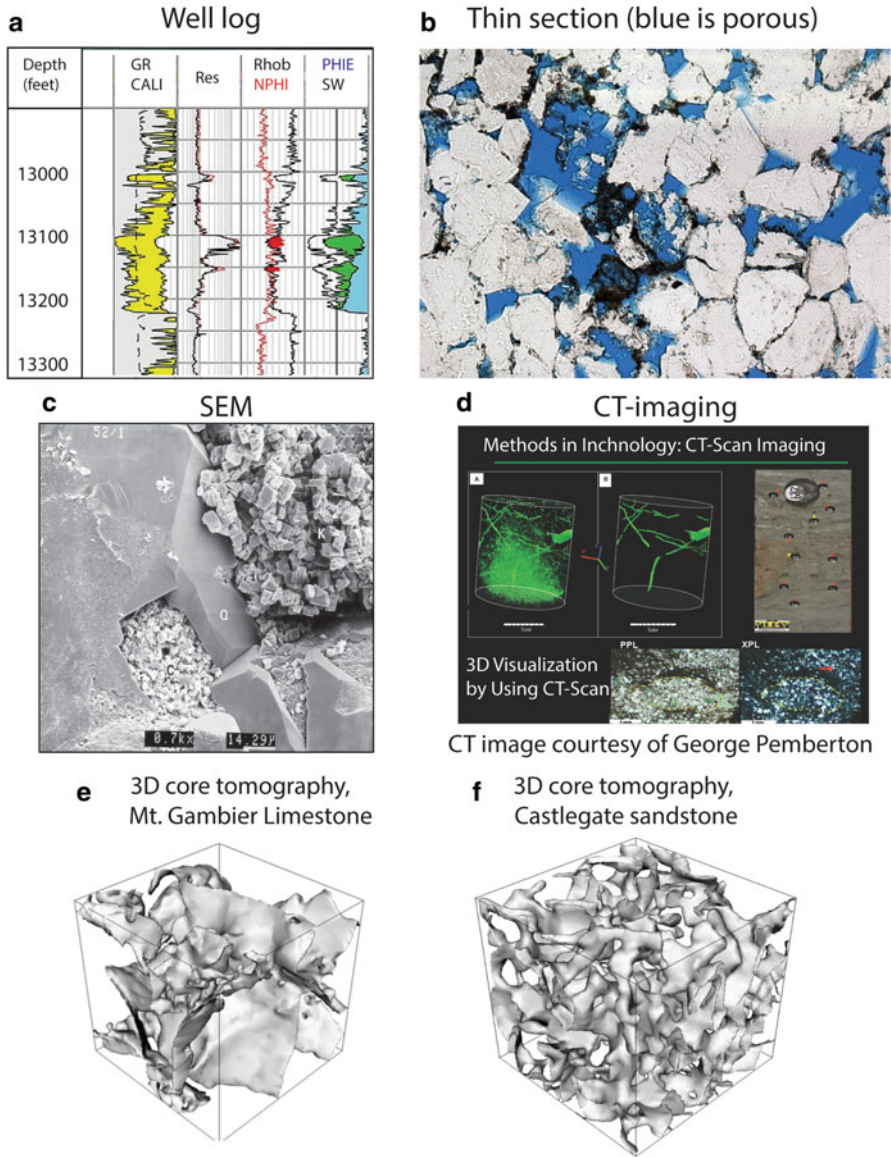 a
Well log
Depth
(feet)
GR
CALI
Res
Rhob
NPHI
PHIE
SW
13000
13100
13200
13300
b
Thin section (blue is porous)
c
SEM
52/1
K
Q
C
0.7kx
14.29µ
d
CT-imaging
Methods in Inchnology: CT-Scan Imaging
A
B
1cm
1cm
3D Visualization
by Using CT-Scan
PPL
XPL
CT image courtesy of George Pemberton
e
3D core tomography,
Mt. Gambier Limestone
f
3D core tomography,
Castlegate sandstone